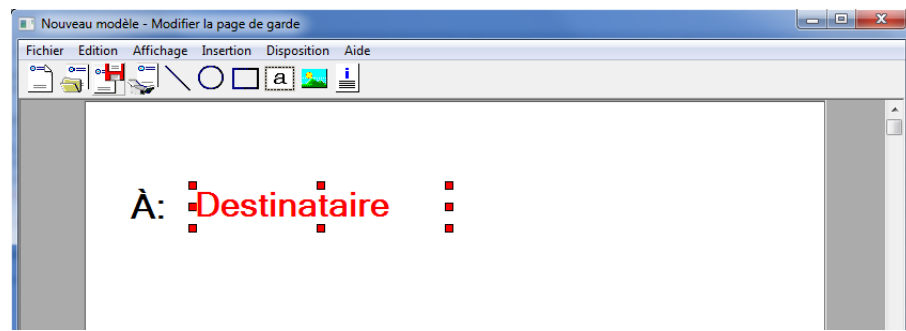 Nouveau modèle - Modifier la page de garde
Fichier Edition Affichage Insertion Disposition Aide
a i
À: Destinataire